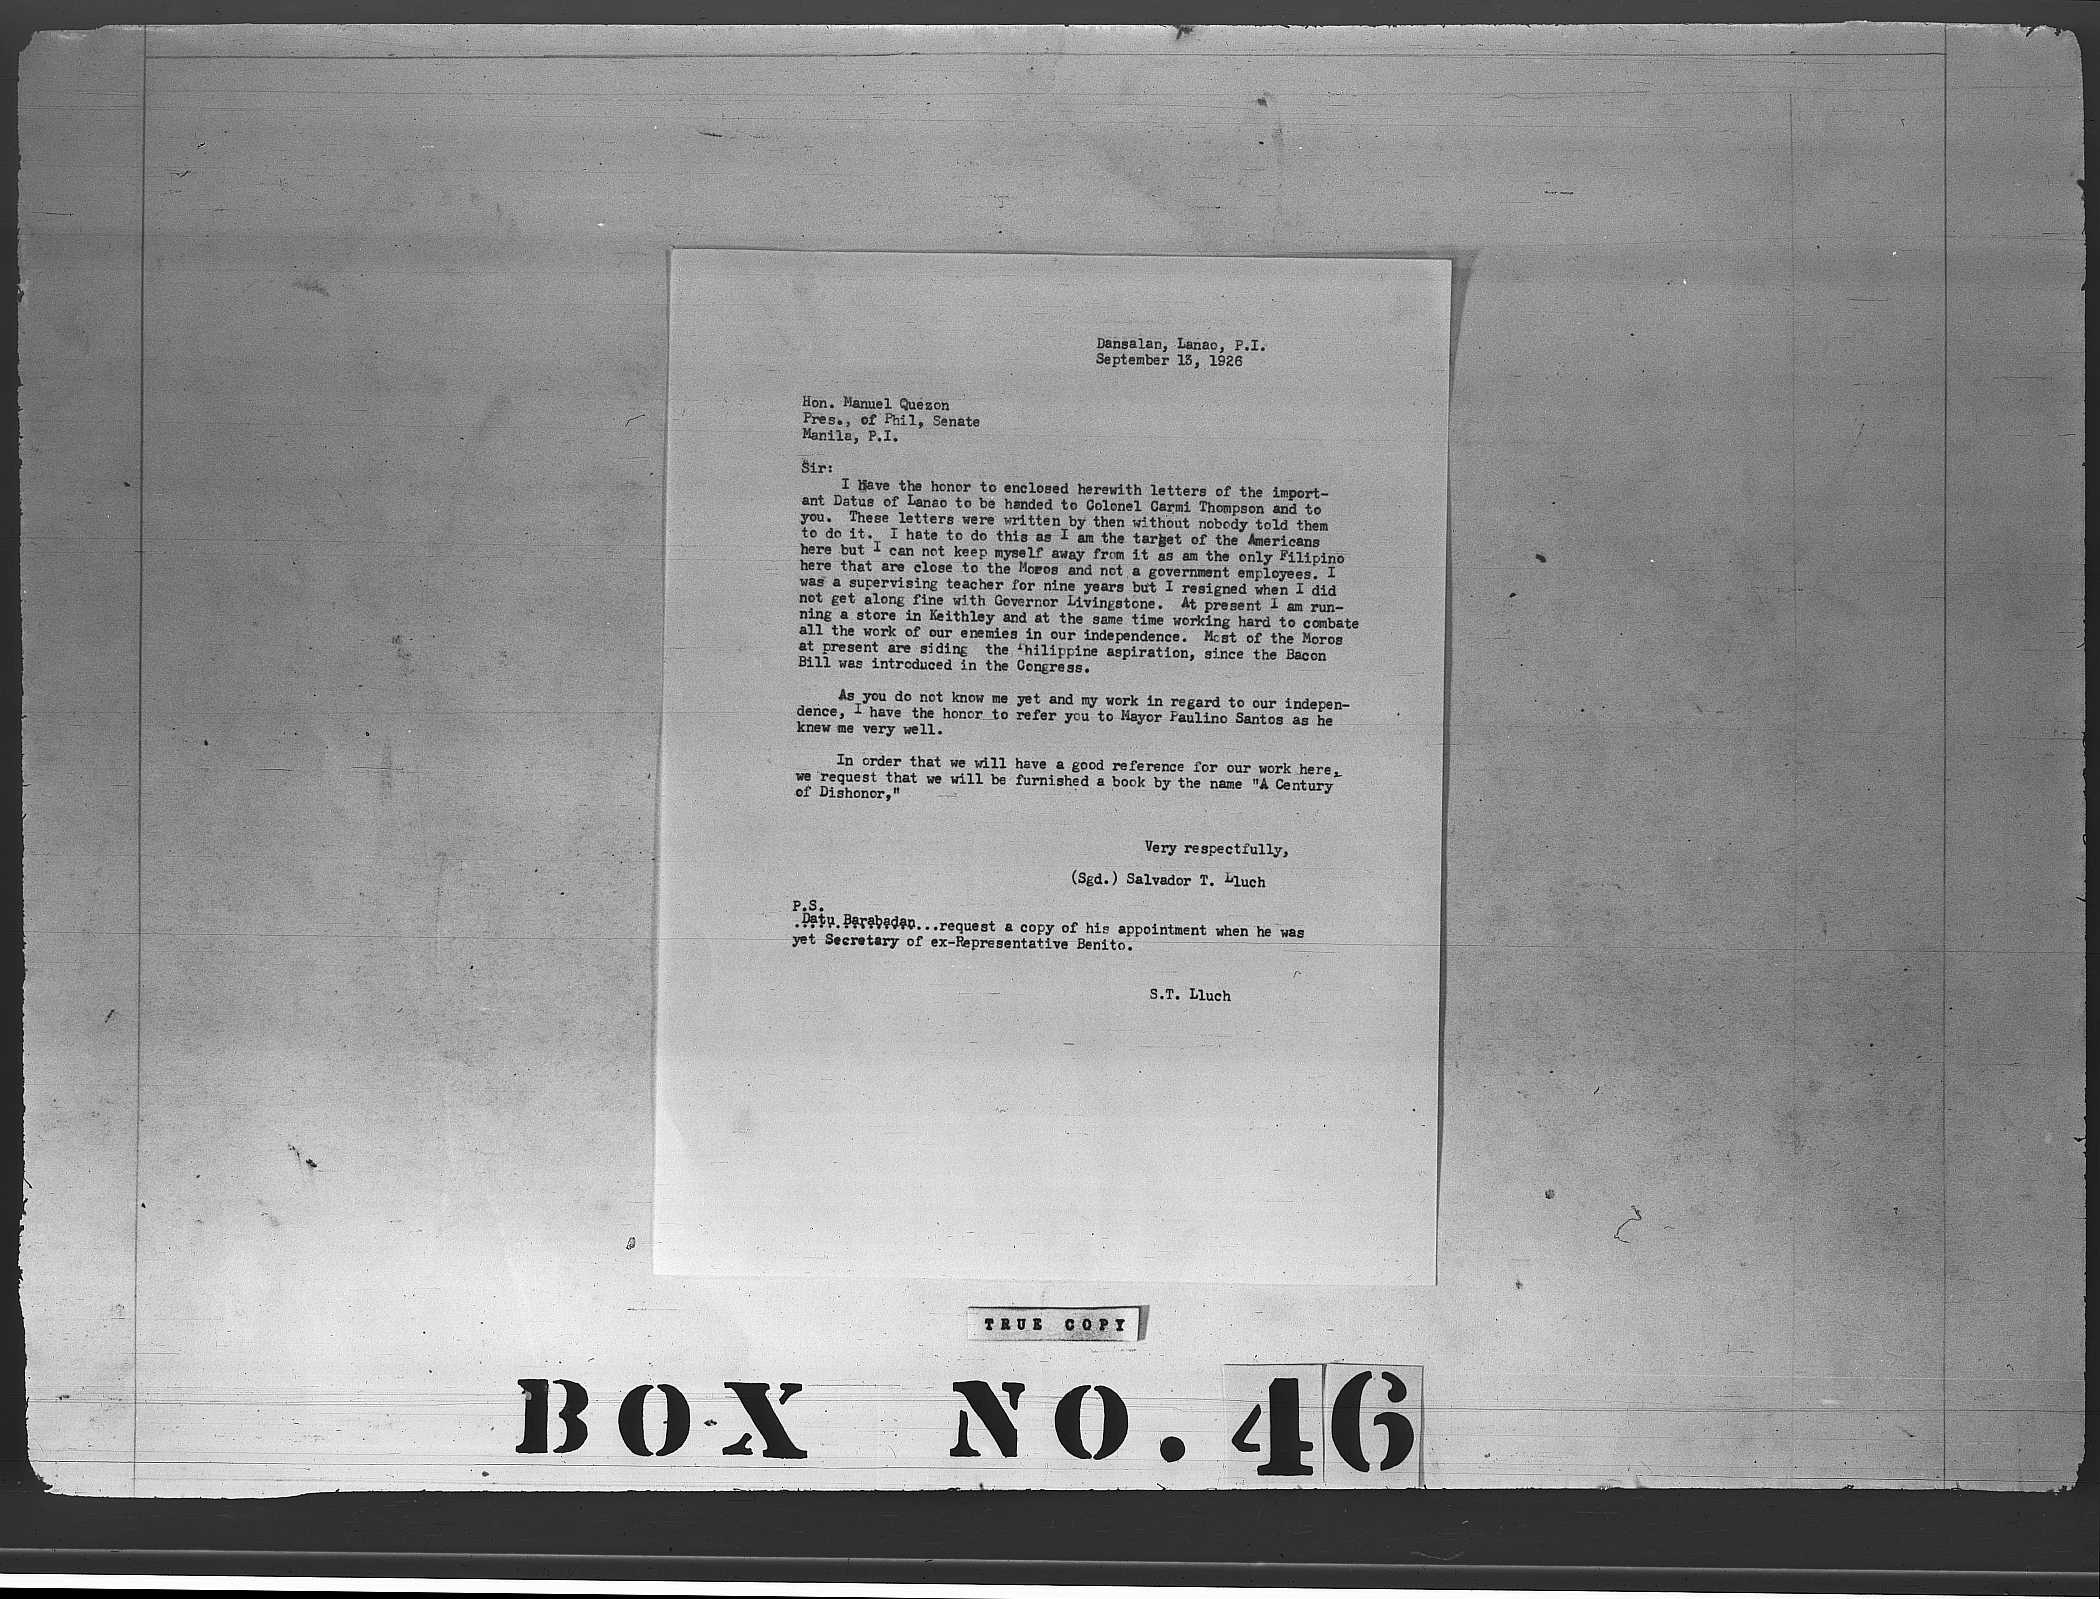 Dansalan, Lanao, P.I.
September 13, 1926
Hon. Manuel Quezon
Pres., of Phil, Senate
Manila, P.I.
Sir:
I have the honor to enclosed herewith letters of the import-
ant Datus of Lanao to be handed to Colonel Carmi Thompson and to
you. These letters were written by then without nobody told them
to do it. I hate to do this as I am the target of the Americans
here but I can not keep myself away from it as am the only Filipino
here that are close to the Moros and not a government employees. I
was a supervising teacher for nine years but I resigned when I did
not get along fine with Governor Livingstone. At present I am run-
ning a store in Keithley and at the same time working hard to combate
all the work of our enemies in our independence. Most of the Moros
at present are siding the Philippine aspiration, since the Bacon
Bill was introduced in the Congress.
As you do not know me yet and my work in regard to our indepen-
dence, I have the honor to refer you to Mayor Paulino Santos as he
knew me very well.
In order that we will have a good reference for our work here,
we request that we will be furnished a book by the name "A Century
of Dishonor,"
Very respectfully,
(Sgd.) Salvador T. Lluch
P.S.
Datu Barabadan...request a copy of his appointment when he was
yet Secretary of ex-Representative Benito.
S.T. Lluch
TRUE COPY
BOX NO. 46